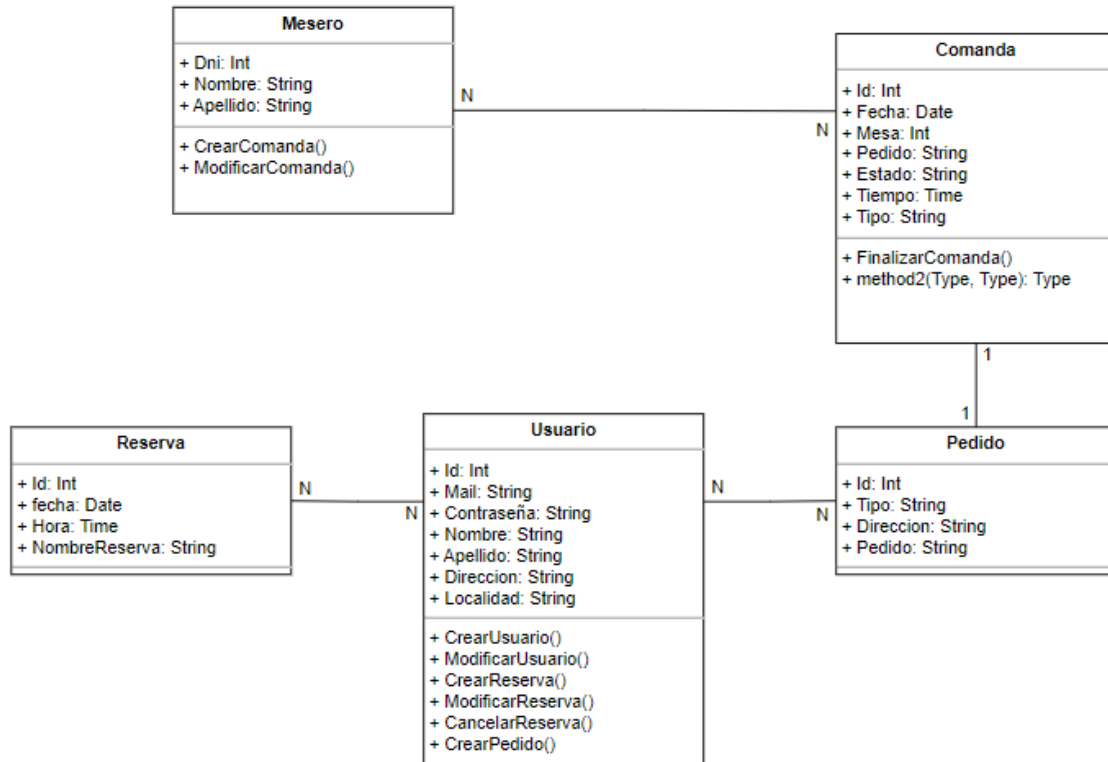 Mesero
+ Dni: Int
+ Nombre: String
+ Apellido: String
+ CrearComanda()
+ ModificarComanda()
N
N
Comanda
+ Id: Int
+ Fecha: Date
+ Mesa: Int
+ Pedido: String
+ Estado: String
+ Tiempo: Time
+ Tipo: String
+ FinalizarComanda()
+ method2(Type, Type): Type
1
1
Reserva
+ Id: Int
+ fecha: Date
+ Hora: Time
+ NombreReserva: String
N
N
Usuario
+ Id: Int
+ Mail: String
+ Contraseña: String
+ Nombre: String
+ Apellido: String
+ Direccion: String
+ Localidad: String
+ CrearUsuario()
+ ModificarUsuario()
+ CrearReserva()
+ ModificarReserva()
+ CancelarReserva()
+ CrearPedido()
N
N
Pedido
+ Id: Int
+ Tipo: String
+ Direccion: String
+ Pedido: String